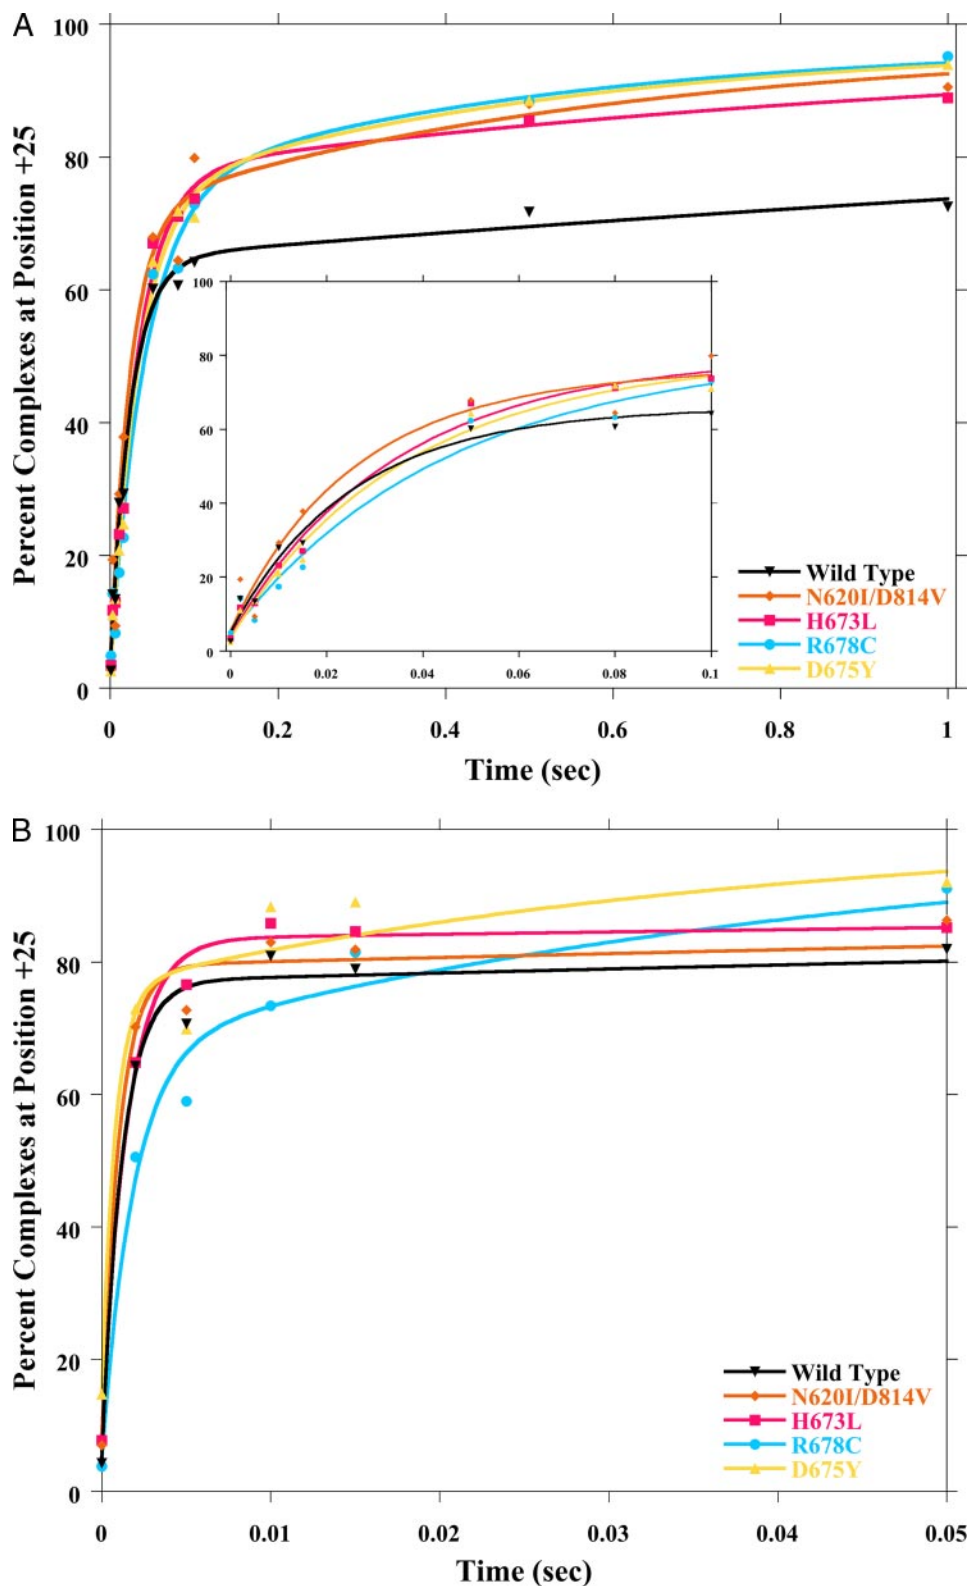 A
Percent Complexes at Position +25
100
80
60
40
20
0
100
80
60
40
20
0
0 0.02 0.04 0.06 0.08 0.1
Wild Type
N620I/D814V
H673L
R678C
D675Y
0 0.2 0.4 0.6 0.8 1
Time (sec)
B
Percent Complexes at Position +25
100
80
60
40
20
0
Wild Type
N620I/D814V
H673L
R678C
D675Y
0 0.01 0.02 0.03 0.04 0.05
Time (sec)